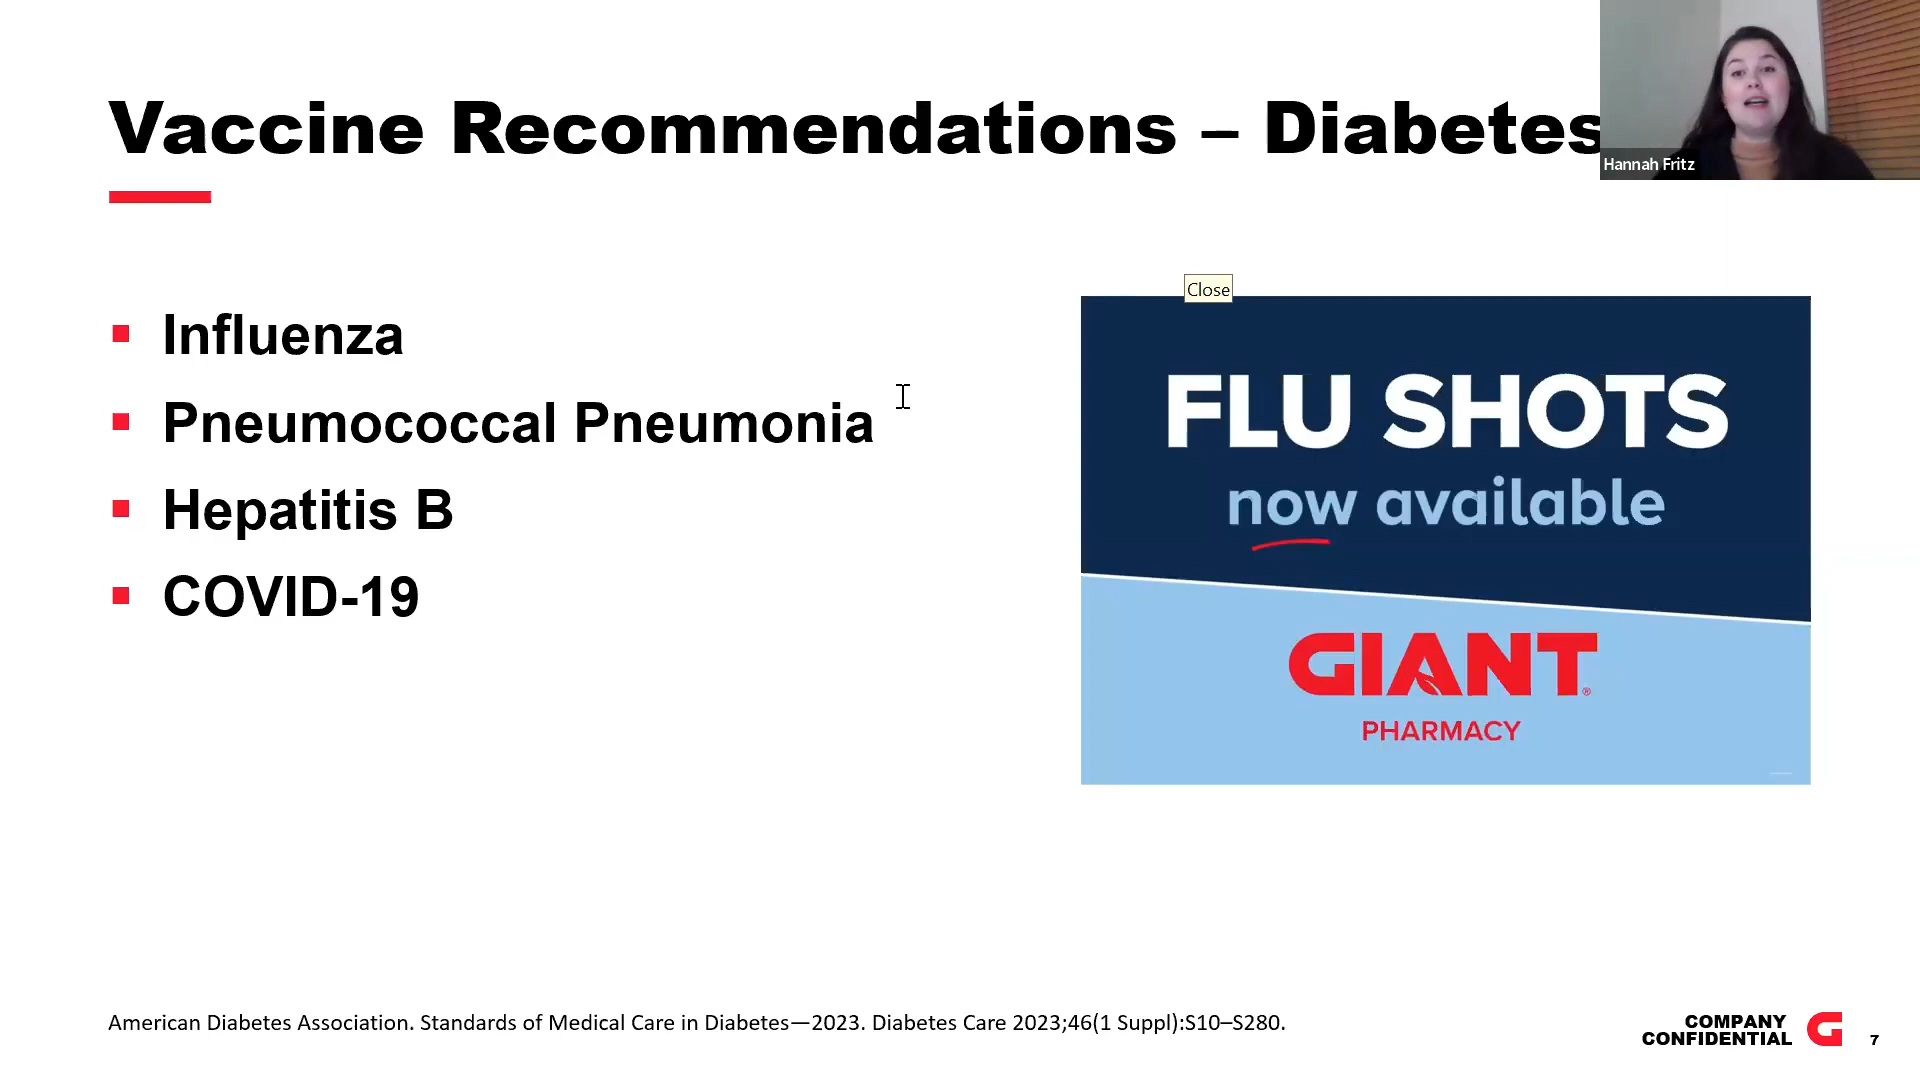 Vaccine Recommendations – Diabetes
Hannah Fritz
Influenza
Pneumococcal Pneumonia
Hepatitis B
COVID-19
Close
FLU SHOTS
now available
GIANT®
PHARMACY
American Diabetes Association. Standards of Medical Care in Diabetes—2023. Diabetes Care 2023;46(1 Suppl):S10–S280.
COMPANY
CONFIDENTIAL
7